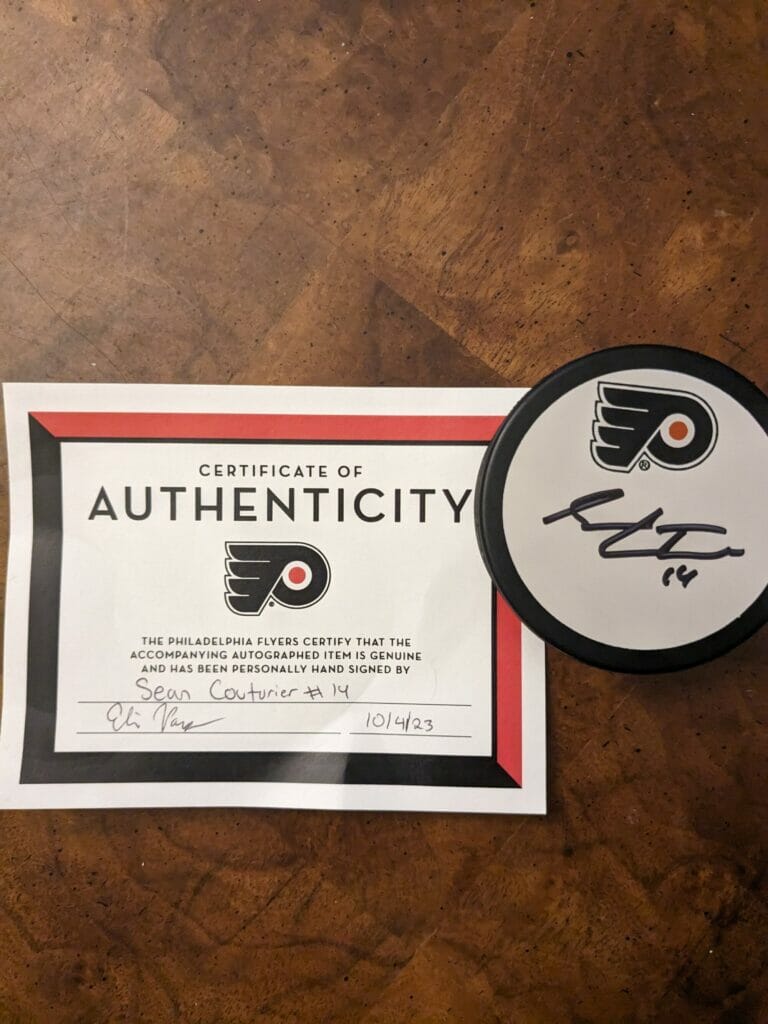 CERTIFICATE OF
AUTHENTICITY
THE PHILADELPHIA FLYERS CERTIFY THAT THE
ACCOMPANYING AUTOGRAPHED ITEM IS GENUINE
AND HAS BEEN PERSONALLY HAND SIGNED BY
Sean Couturier #14
10/4/23
®
14